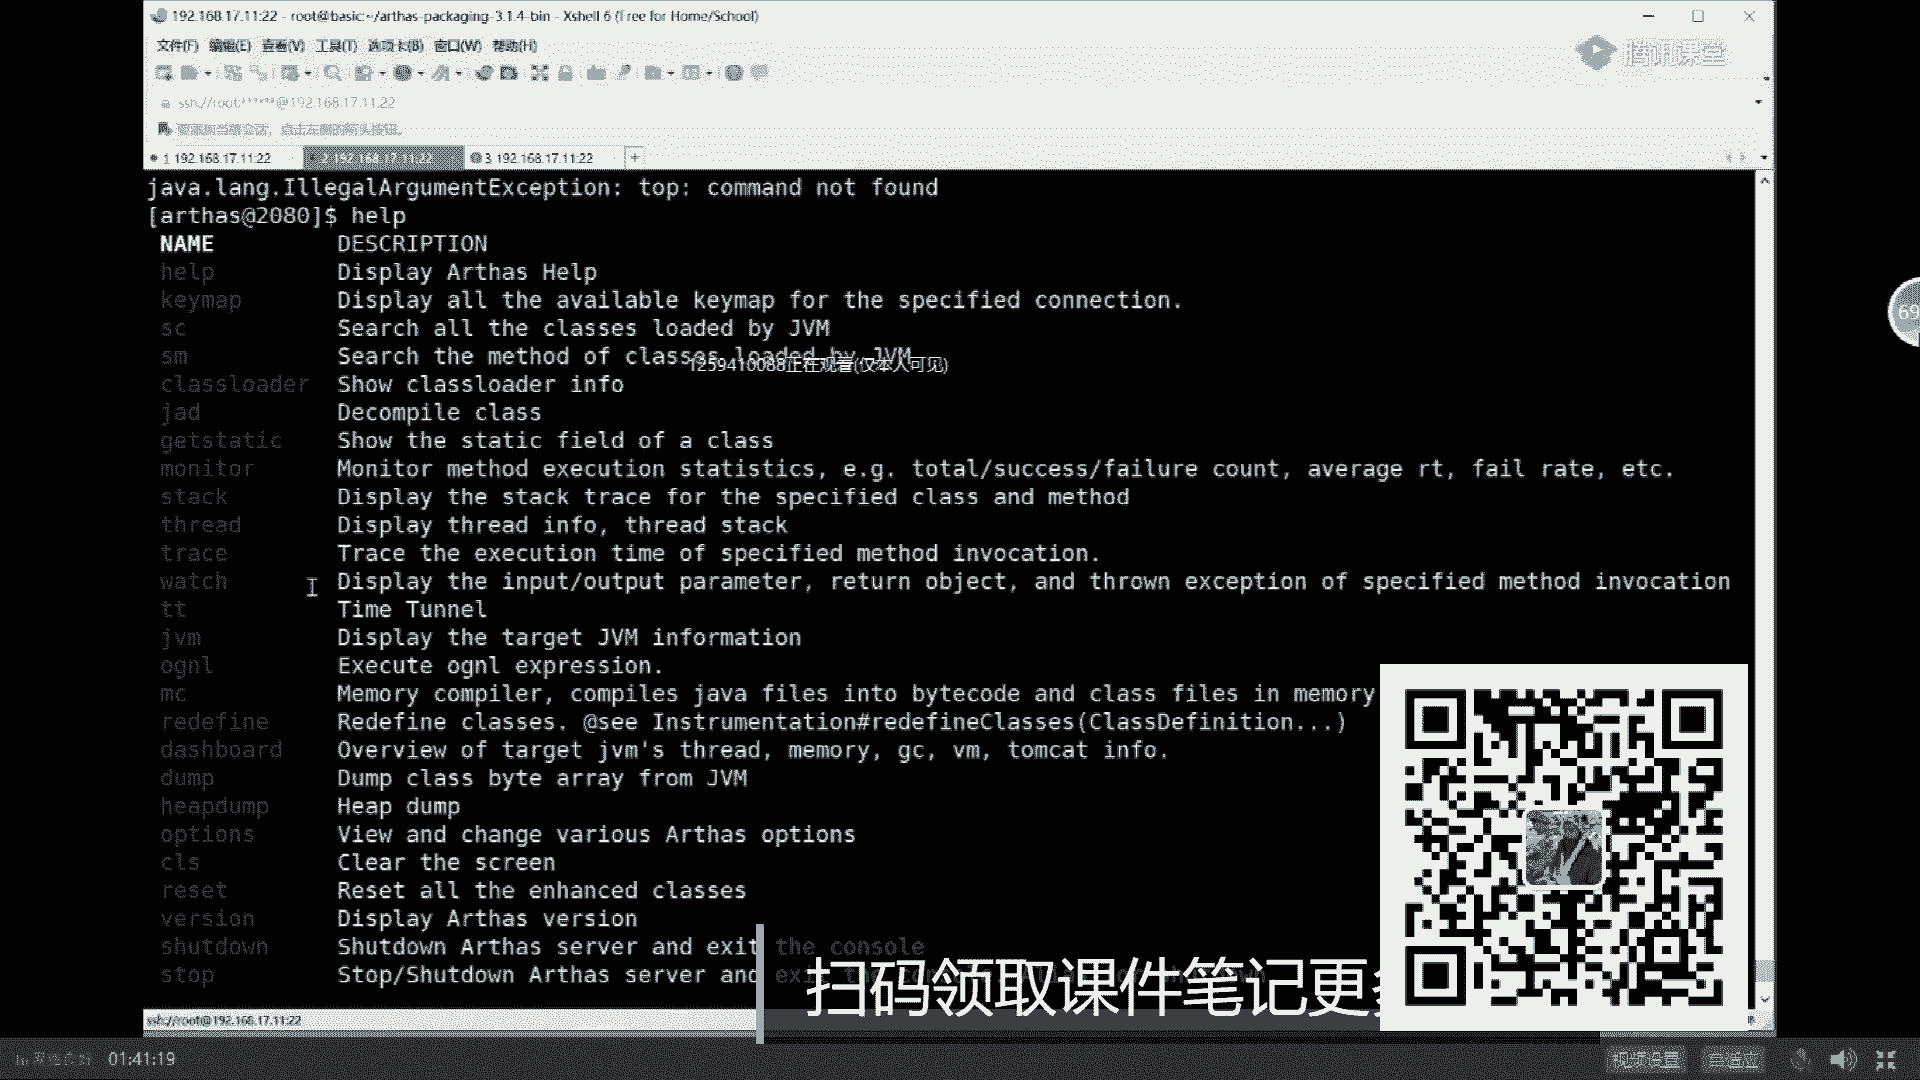 192.168.17.11:22 - root@basic:~/arthas-packaging-3.1.4-bin - Xshell 6 (Free for Home/School)
文件(F) 编辑(E) 查看(V) 工具(T) 选项卡(B) 窗口(W) 帮助(H)
腾讯课堂
ssh://root:******@192.168.17.11:22
要添加当前会话，点击左侧的箭头按钮。
1 192.168.17.11:22 2 192.168.17.11:22 3 192.168.17.11:22 +
java.lang.IllegalArgumentException: top: command not found
[arthas@2080]$ help
NAME DESCRIPTION
help Display Arthas Help
keymap Display all the available keymap for the specified connection.
sc Search all the classes loaded by JVM
69
sm Search the method of classes loaded by JVM
1259410088正在观看(仅本人可见)
classloader Show classloader info
jad Decompile class
getstatic Show the static field of a class
monitor Monitor method execution statistics, e.g. total/success/failure count, average rt, fail rate, etc.
stack Display the stack trace for the specified class and method
thread Display thread info, thread stack
trace Trace the execution time of specified method invocation.
watch Display the input/output parameter, return object, and thrown exception of specified method invocation
tt Time Tunnel
jvm Display the target JVM information
ognl Execute ognl expression.
mc Memory compiler, compiles java files into bytecode and class files in memory
redefine Redefine classes. @see Instrumentation#redefineClasses(ClassDefinition...)
dashboard Overview of target jvm's thread, memory, gc, vm, tomcat info.
dump Dump class byte array from JVM
heapdump Heap dump
options View and change various Arthas options
cls Clear the screen
reset Reset all the enhanced classes
version Display Arthas version
shutdown Shutdown Arthas server and exit the console
stop Stop/Shutdown Arthas server and exit the console
扫码领取课件笔记更
ssh://root@192.168.17.11:22
01:41:19
视频设置 自适应